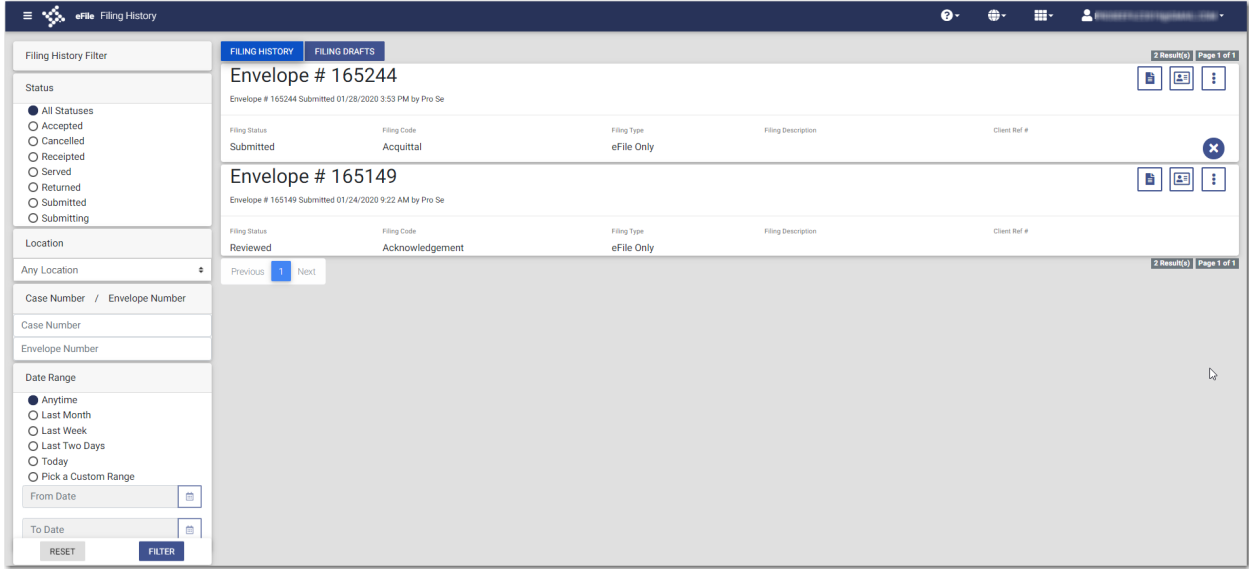 eFile Filing History
Filing History Filter
Status
All Statuses
Accepted
Cancelled
Receipted
Served
Returned
Submitted
Submitting
Location
Any Location
Case Number / Envelope Number
Case Number
Envelope Number
Date Range
Anytime
Last Month
Last Week
Last Two Days
Today
Pick a Custom Range
From Date
To Date
RESET FILTER
FILING HISTORY FILING DRAFTS
2 Result(s) Page 1 of 1
Envelope # 165244
Envelope # 165244 Submitted 01/28/2020 3:53 PM by Pro Se
Filing Status Filing Code Filing Type Filing Description Client Ref #
Submitted Acquittal eFile Only
Envelope # 165149
Envelope # 165149 Submitted 01/24/2020 9:22 AM by Pro Se
Filing Status Filing Code Filing Type Filing Description Client Ref #
Reviewed Acknowledgement eFile Only
Previous 1 Next
2 Result(s) Page 1 of 1